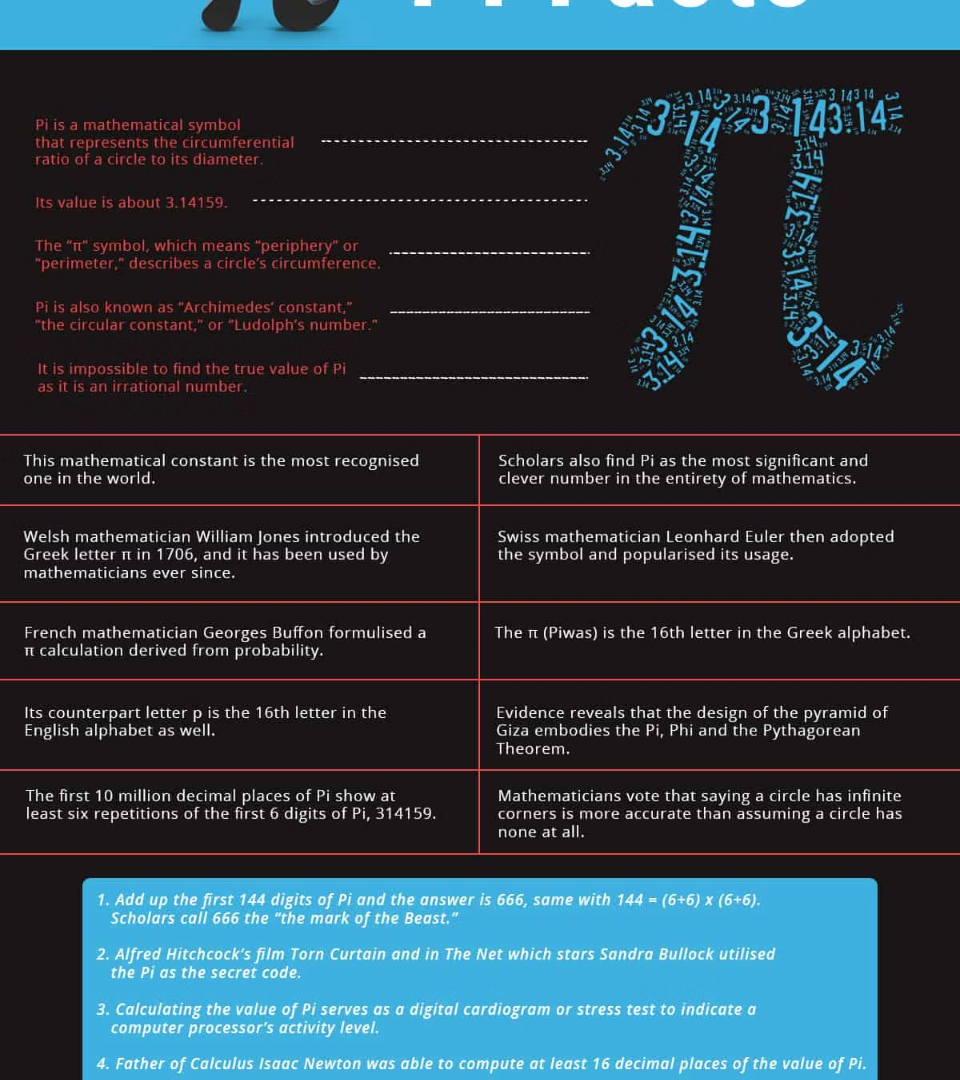 Pi is a mathematical symbol
that represents the circumferential
ratio of a circle to its diameter.
Its value is about 3.14159.
The “π” symbol, which means “periphery” or
“perimeter,” describes a circle’s circumference.
Pi is also known as “Archimedes’ constant,”
“the circular constant,” or “Ludolph’s number.”
It is impossible to find the true value of Pi
as it is an irrational number.
3.14
This mathematical constant is the most recognised
one in the world.
Scholars also find Pi as the most significant and
clever number in the entirety of mathematics.
Welsh mathematician William Jones introduced the
Greek letter π in 1706, and it has been used by
mathematicians ever since.
Swiss mathematician Leonhard Euler then adopted
the symbol and popularised its usage.
French mathematician Georges Buffon formulised a
π calculation derived from probability.
The π (Piwas) is the 16th letter in the Greek alphabet.
Its counterpart letter p is the 16th letter in the
English alphabet as well.
Evidence reveals that the design of the pyramid of
Giza embodies the Pi, Phi and the Pythagorean
Theorem.
The first 10 million decimal places of Pi show at
least six repetitions of the first 6 digits of Pi, 314159.
Mathematicians vote that saying a circle has infinite
corners is more accurate than assuming a circle has
none at all.
1. Add up the first 144 digits of Pi and the answer is 666, same with 144 = (6+6) x (6+6).
Scholars call 666 the “the mark of the Beast.”
2. Alfred Hitchcock’s film Torn Curtain and in The Net which stars Sandra Bullock utilised
the Pi as the secret code.
3. Calculating the value of Pi serves as a digital cardiogram or stress test to indicate a
computer processor’s activity level.
4. Father of Calculus Isaac Newton was able to compute at least 16 decimal places of the value of Pi.